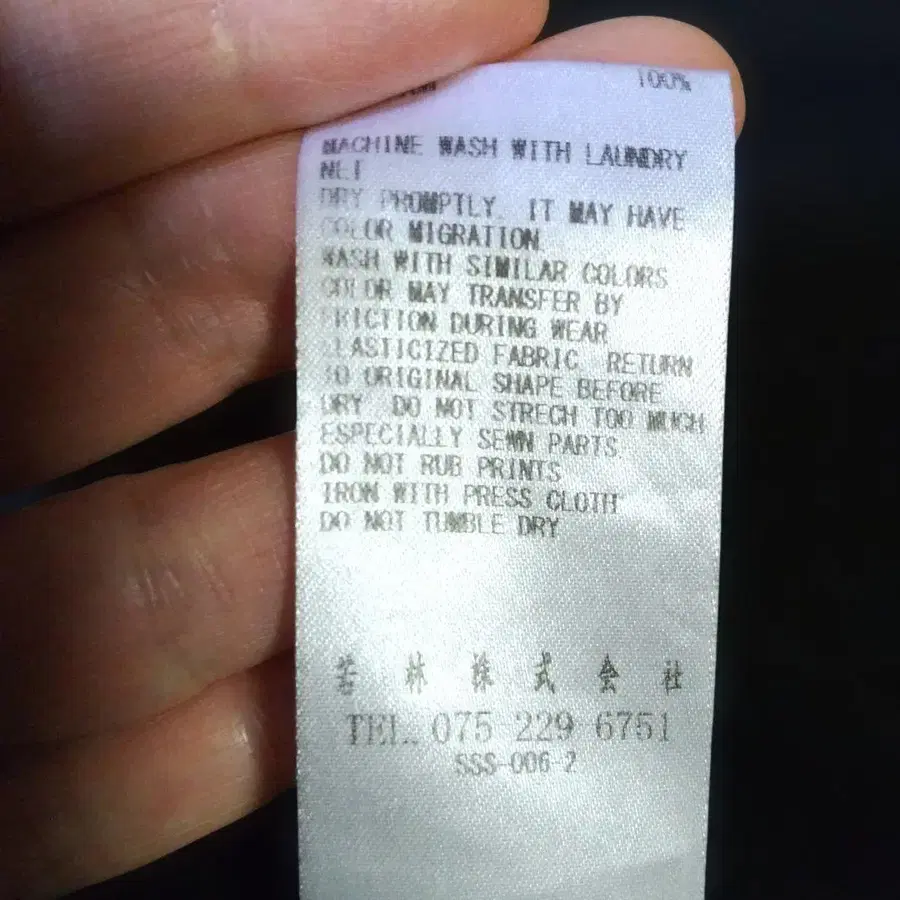 100%
MACHINE WASH WITH LAUNDRY
NET
DRY PROMPTLY. IT MAY HAVE
COLOR MIGRATION.
WASH WITH SIMILAR COLORS
COLOR MAY TRANSFER BY
FRICTION DURING WEAR
ELASTICIZED FABRIC. RETURN
TO ORIGINAL SHAPE BEFORE
DRY. DO NOT STRECH TOO MUCH
ESPECIALLY SEWN PARTS
DO NOT RUB PRINTS
IRON WITH PRESS CLOTH
DO NOT TUMBLE DRY
若林株式会社
TEL. 075 229 6751
SSS-006-2